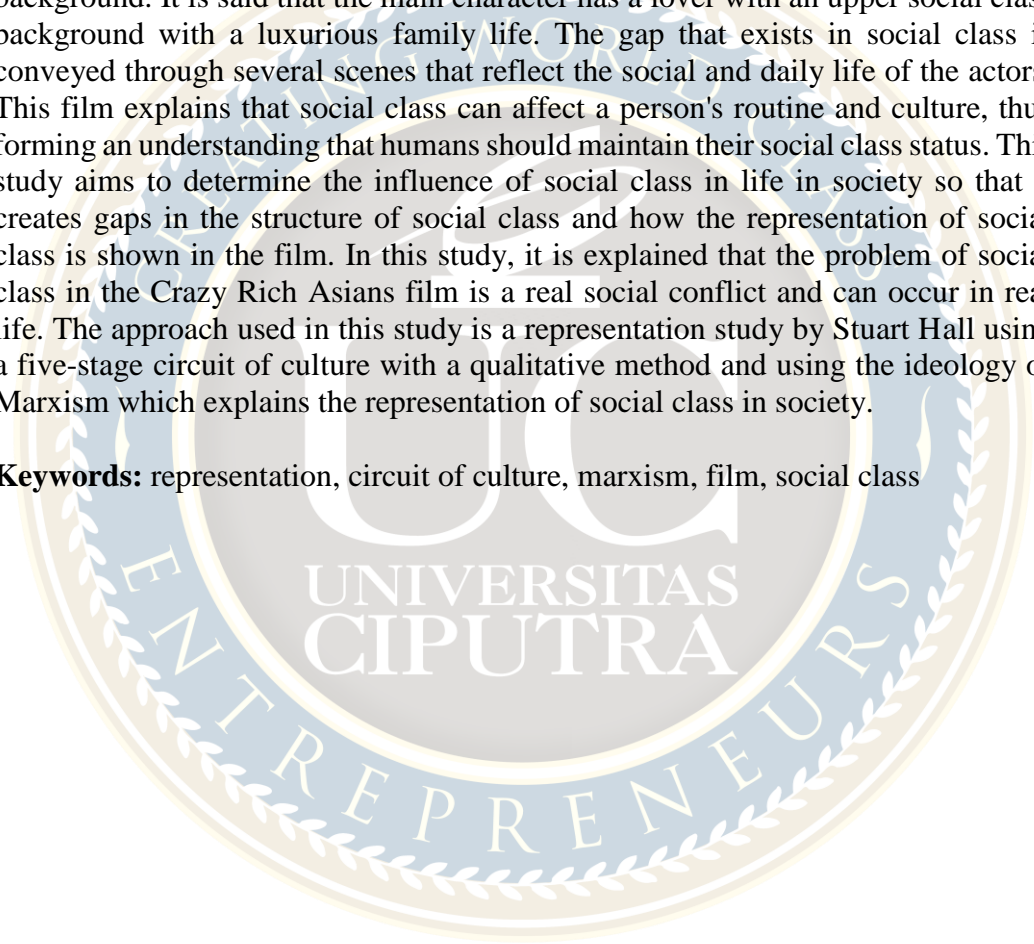 background. It is said that the main character has a lover with an upper social clas
background with a luxurious family life. The gap that exists in social class i
conveyed through several scenes that reflect the social and daily life of the actors
This film explains that social class can affect a person's routine and culture, thu
forming an understanding that humans should maintain their social class status. Thi
study aims to determine the influence of social class in life in society so that
creates gaps in the structure of social class and how the representation of socia
class is shown in the film. In this study, it is explained that the problem of socia
class in the Crazy Rich Asians film is a real social conflict and can occur in rea
life. The approach used in this study is a representation study by Stuart Hall usin
a five-stage circuit of culture with a qualitative method and using the ideology o
Marxism which explains the representation of social class in society.
Keywords: representation, circuit of culture, marxism, film, social class
CREATING WORLD CLASS
UC
UNIVERSITAS
CIPUTRA
ENTREPRENEURS